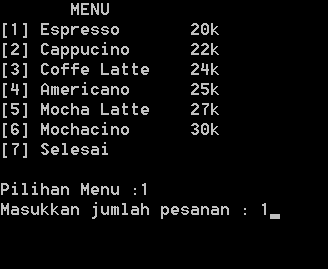 MENU
[1] Espresso 20k
[2] Cappucino 22k
[3] Coffe Latte 24k
[4] Americano 25k
[5] Mocha Latte 27k
[6] Mochacino 30k
[7] Selesai
Pilihan Menu :1
Masukkan jumlah pesanan : 1_